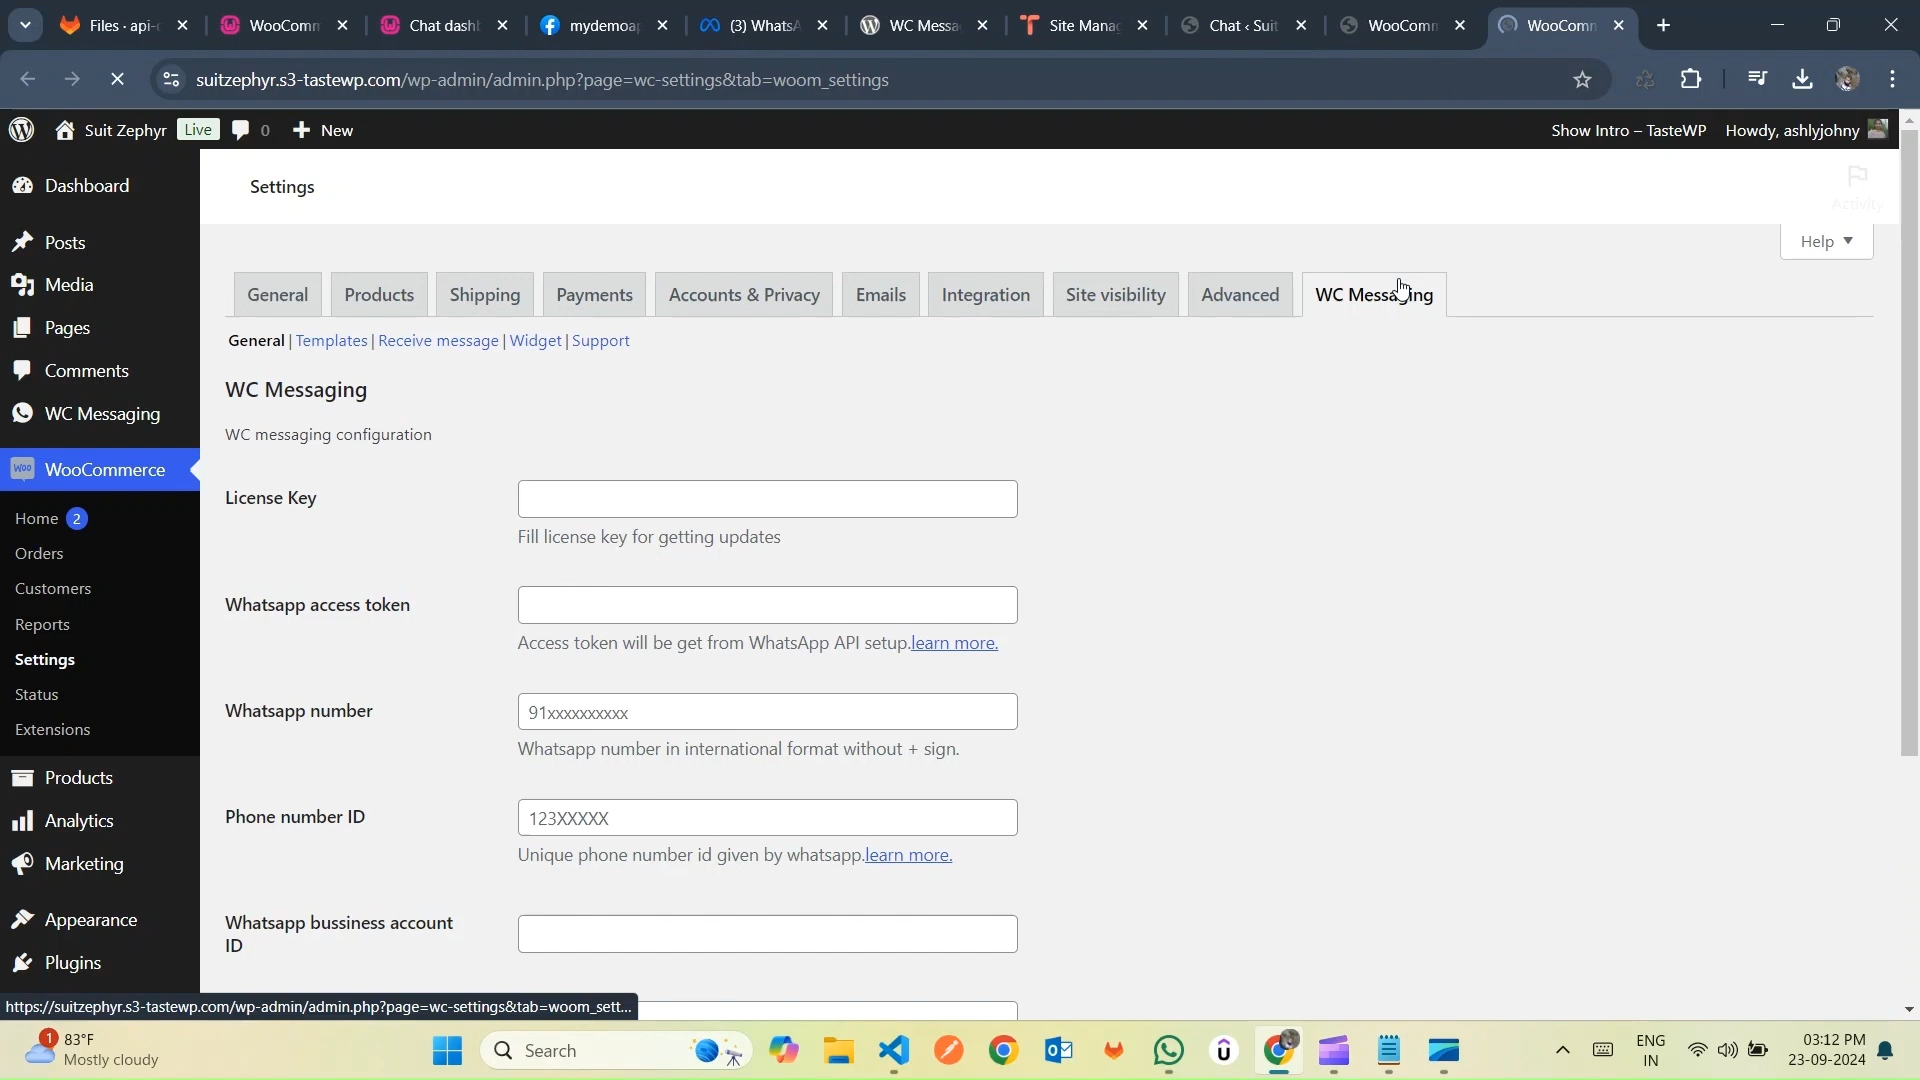 Files · api-
WooComm
Chat dash
mydemoa
(3) WhatsA
WC Messa
Site Manag
Chat ‹ Suit
WooComm
WooComm
suitzephyr.s3-tastewp.com/wp-admin/admin.php?page=wc-settings&tab=woom_settings
Suit Zephyr Live 0 New
Show Intro – TasteWP Howdy, ashlyjohny
Dashboard
Posts
Media
Pages
Comments
WC Messaging
Woo WooCommerce
Home 2
Orders
Customers
Reports
Settings
Status
Extensions
Products
Analytics
Marketing
Appearance
Plugins
Settings
Activity
Help
General Products Shipping Payments Accounts & Privacy Emails Integration Site visibility Advanced WC Messaging
General | Templates | Receive message | Widget | Support
WC Messaging
WC messaging configuration
License Key
Fill license key for getting updates
Whatsapp access token
Access token will be get from WhatsApp API setup.learn more.
Whatsapp number
91xxxxxxxxxx
Whatsapp number in international format without + sign.
Phone number ID
123XXXXX
Unique phone number id given by whatsapp.learn more.
Whatsapp bussiness account
ID
https://suitzephyr.s3-tastewp.com/wp-admin/admin.php?page=wc-settings&tab=woom_sett...
1
83°F
Mostly cloudy
Search
ENG
IN
03:12 PM
23-09-2024